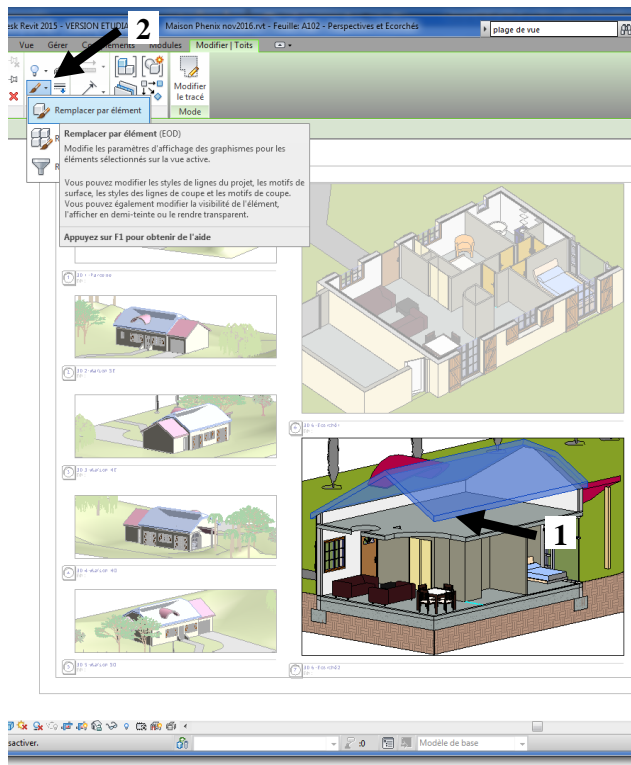 esk Revit 2015 - VERSION ETUDIA Maison Phenix nov2016.rvt - Feuille: A102 - Perspectives et Ecorchés
plage de vue
2
Vue Gérer Modules Modifier | Toits
Modifier
le tracé
Mode
Remplacer par élément
Remplacer par élément (EOD)
Modifie les paramètres d'affichage des graphismes pour les
éléments sélectionnés sur la vue active.
Vous pouvez modifier les styles de lignes du projet, les motifs de
surface, les styles des lignes de coupe et les motifs de coupe.
Vous pouvez également modifier la visibilité de l'élément,
l'afficher en demi-teinte ou le rendre transparent.
Appuyez sur F1 pour obtenir de l'aide
1
sactiver.
:0
Modèle de base